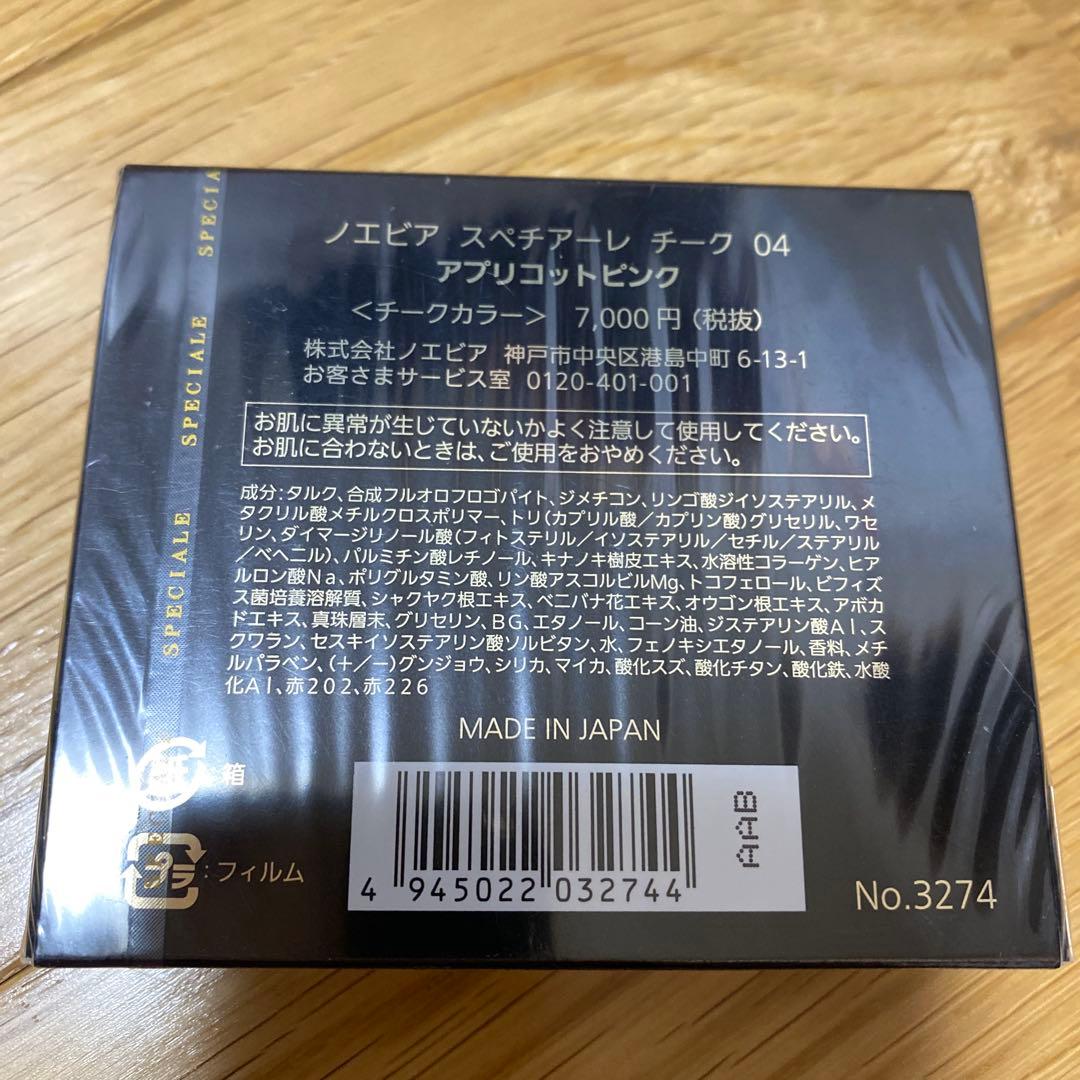 ノエビア スペチアーレ チーク 04
アプリコットピンク
<チークカラー> 7,000円(税抜)
株式会社ノエビア 神戸市中央区港島中町6-13-1
お客さまサービス室 0120-401-001
お肌に異常が生じていないかよく注意して使用してください。
お肌に合わないときは、ご使用をおやめください。
成分:タルク、合成フルオロフロゴパイト、ジメチコン、リンゴ酸ジイソステアリル、メ
タクリル酸メチルクロスポリマー、トリ(カプリル酸/カプリン酸)グリセリル、ワセ
リン、ダイマージリノール酸(フィトステリル/イソステアリル/セチル/ステアリル
/ベヘニル)、パルミチン酸レチノール、キナノキ樹皮エキス、水溶性コラーゲン、ヒア
ルロン酸Na、ポリグルタミン酸、リン酸アスコルビルMg、トコフェロール、ビフィズ
ス菌培養溶解質、シャクヤク根エキス、ベニバナ花エキス、オウゴン根エキス、アボカ
ドエキス、真珠層末、グリセリン、BG、エタノール、コーン油、ジステアリン酸Al、ス
クワラン、セスキイソステアリン酸ソルビタン、水、フェノキシエタノール、香料、メチ
ルパラベン、(+/-)グンジョウ、シリカ、マイカ、酸化スズ、酸化チタン、酸化鉄、水酸
化Al、赤202、赤226
MADE IN JAPAN
紙 箱
プラ :フィルム
4 945022 032744
AAB
No.3274
SPECIALE
SPECIALE
SPECIA